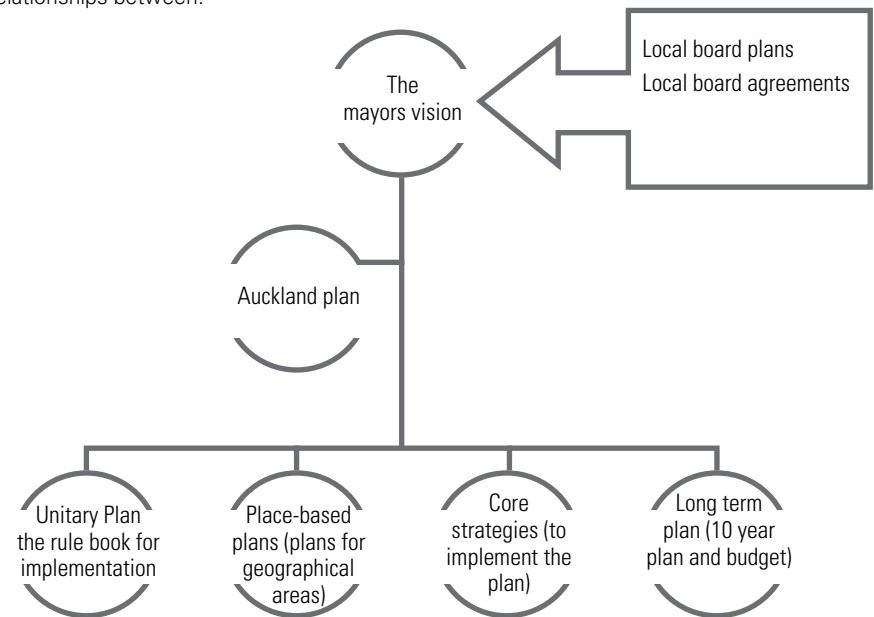 relationships between:
The
mayors vision
Local board plans
Local board agreements
Auckland plan
Unitary Plan
the rule book for
implementation
Place-based
plans (plans for
geographical
areas)
Core
strategies (to
implement the
plan)
Long term
plan (10 year
plan and budget)